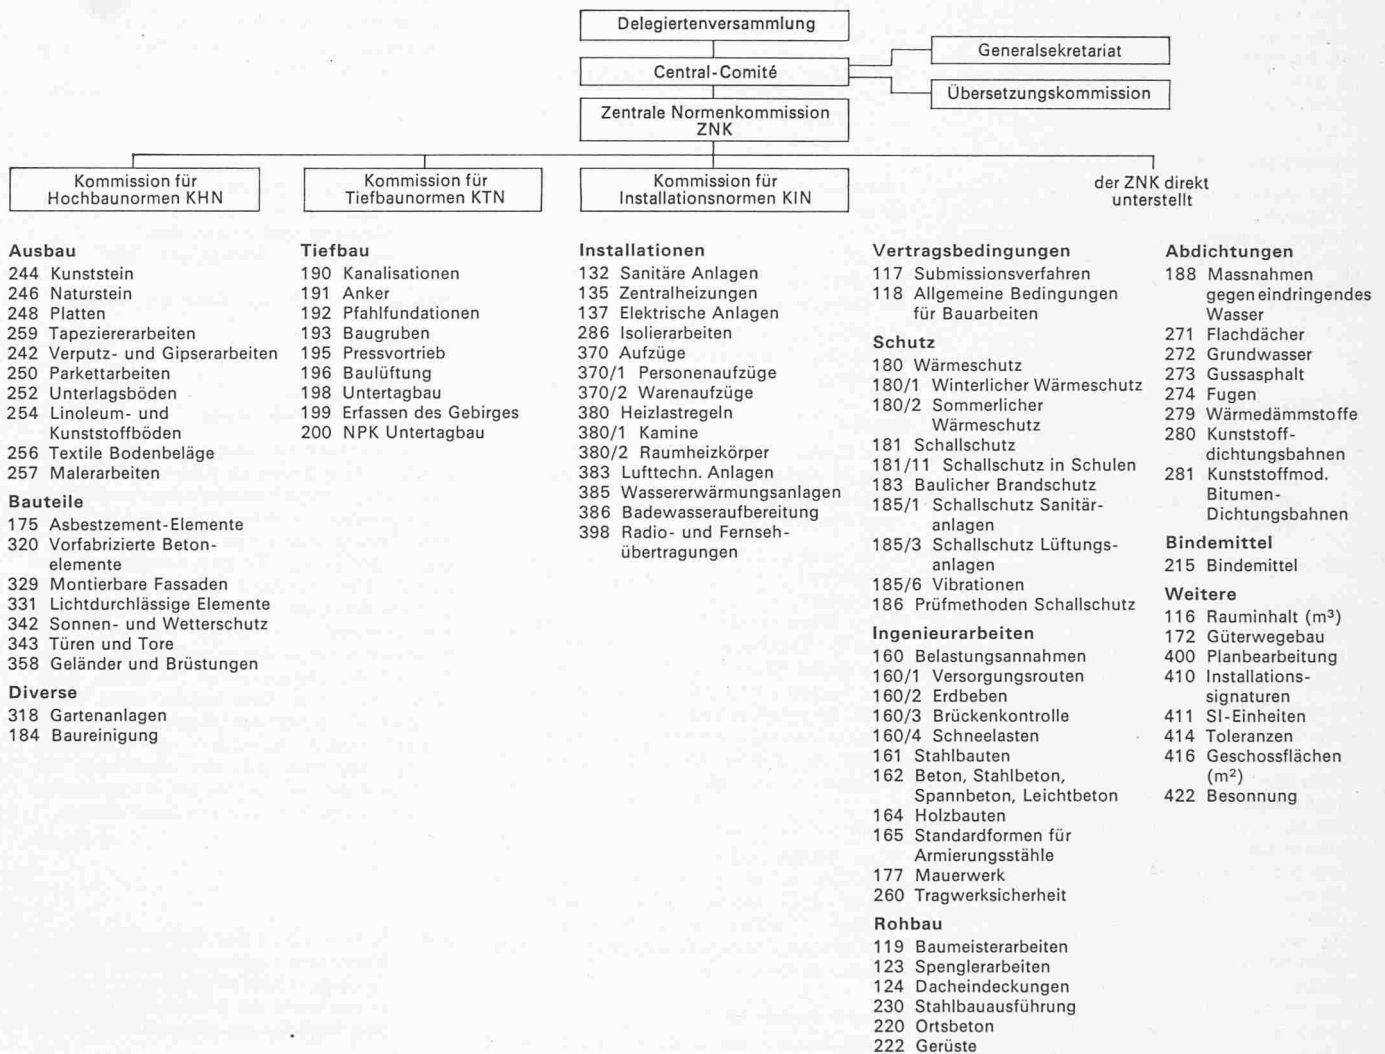 Delegiertenversammlung
Central-Comité
Generalsekretariat
Übersetzungskommission
Zentrale Normenkommission
ZNK
Kommission für
Hochbaunormen KHN
Kommission für
Tiefbaunormen KTN
Kommission für
Installationsnormen KIN
der ZNK direkt
unterstellt
Ausbau
244 Kunststein
246 Naturstein
248 Platten
259 Tapeziererarbeiten
242 Verputz- und Gipserarbeiten
250 Parkettarbeiten
252 Unterlagsböden
254 Linoleum- und
Kunststoffböden
256 Textile Bodenbeläge
257 Malerarbeiten
Bauteile
175 Asbestzement-Elemente
320 Vorfabrizierte Beton-
elemente
329 Montierbare Fassaden
331 Lichtdurchlässige Elemente
342 Sonnen- und Wetterschutz
343 Türen und Tore
358 Geländer und Brüstungen
Diverse
318 Gartenanlagen
184 Baureinigung
Tiefbau
190 Kanalisationen
191 Anker
192 Pfahlfundationen
193 Baugruben
195 Pressvortrieb
196 Baulüftung
198 Untertagbau
199 Erfassen des Gebirges
200 NPK Untertagbau
Installationen
132 Sanitäre Anlagen
135 Zentralheizungen
137 Elektrische Anlagen
286 Isolierarbeiten
370 Aufzüge
370/1 Personenaufzüge
370/2 Warenaufzüge
380 Heizlastregeln
380/1 Kamine
380/2 Raumheizkörper
383 Lufttechn. Anlagen
385 Wassererwärmungsanlagen
386 Badewasseraufbereitung
398 Radio- und Fernseh-
übertragungen
Vertragsbedingungen
117 Submissionsverfahren
118 Allgemeine Bedingungen
für Bauarbeiten
Schutz
180 Wärmeschutz
180/1 Winterlicher Wärmeschutz
180/2 Sommerlicher
Wärmeschutz
181 Schallschutz
181/11 Schallschutz in Schulen
183 Baulicher Brandschutz
185/1 Schallschutz Sanitär-
anlagen
185/3 Schallschutz Lüftungs-
anlagen
185/6 Vibrationen
186 Prüfmethoden Schallschutz
Ingenieurarbeiten
160 Belastungsannahmen
160/1 Versorgungsrouten
160/2 Erdbeben
160/3 Brückenkontrolle
160/4 Schneelasten
161 Stahlbauten
162 Beton, Stahlbeton,
Spannbeton, Leichtbeton
164 Holzbauten
165 Standardformen für
Armierungsstähle
177 Mauerwerk
260 Tragwerksicherheit
Rohbau
119 Baumeisterarbeiten
123 Spenglerarbeiten
124 Dacheindeckungen
230 Stahlbauausführung
220 Ortsbeton
222 Gerüste
Abdichtungen
188 Massnahmen
gegen eindringendes
Wasser
271 Flachdächer
272 Grundwasser
273 Gussasphalt
274 Fugen
279 Wärmedämmstoffe
280 Kunststoff-
dichtungsbahnen
281 Kunststoffmod.
Bitumen-
Dichtungsbahnen
Bindemittel
215 Bindemittel
Weitere
116 Rauminhalt (m³)
172 Güterwegebau
400 Planbearbeitung
410 Installations-
signaturen
411 SI-Einheiten
414 Toleranzen
416 Geschossflächen
(m²)
422 Besonnung